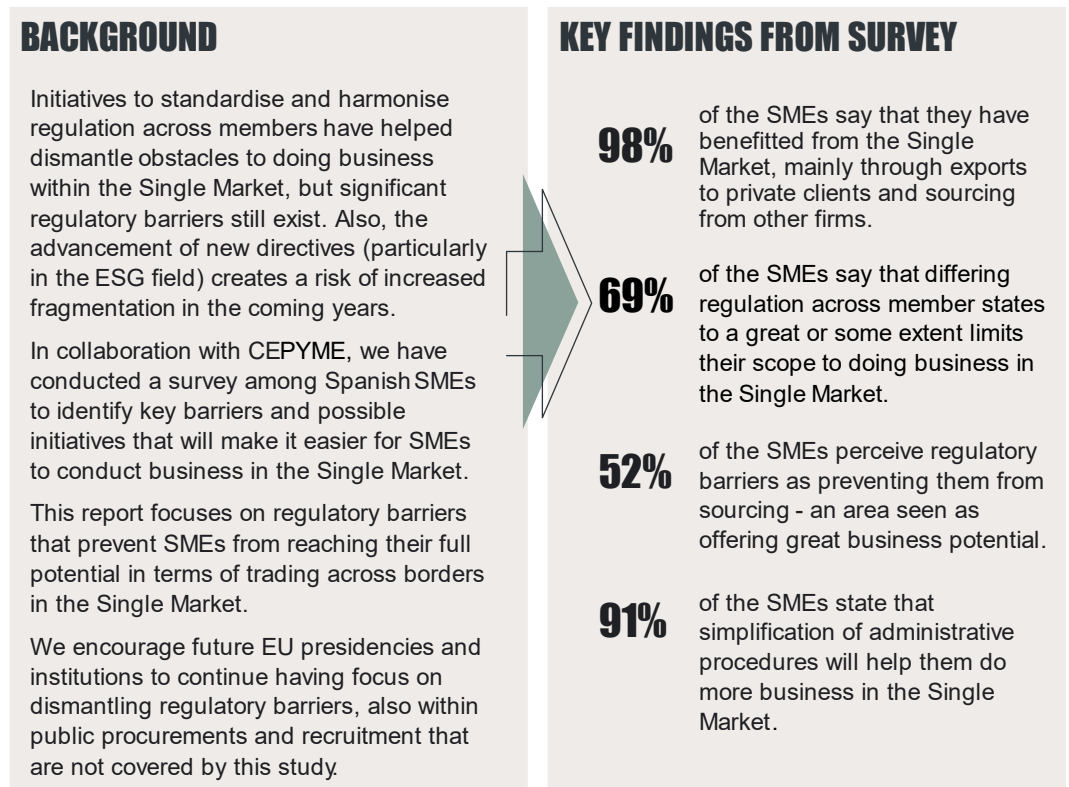 BACKGROUND
Initiatives to standardise and harmonise
regulation across members have helped
dismantle obstacles to doing business
within the Single Market, but significant
regulatory barriers still exist. Also, the
advancement of new directives (particularly
in the ESG field) creates a risk of increased
fragmentation in the coming years.
In collaboration with CEPYME, we have
conducted a survey among Spanish SMEs
to identify key barriers and possible
initiatives that will make it easier for SMEs
to conduct business in the Single Market.
This report focuses on regulatory barriers
that prevent SMEs from reaching their full
potential in terms of trading across borders
in the Single Market.
We encourage future EU presidencies and
institutions to continue having focus on
dismantling regulatory barriers, also within
public procurements and recruitment that
are not covered by this study.
KEY FINDINGS FROM SURVEY
98%
of the SMEs say that they have
benefitted from the Single
Market, mainly through exports
to private clients and sourcing
from other firms.
69%
of the SMEs say that differing
regulation across member states
to a great or some extent limits
their scope to doing business in
the Single Market.
52%
of the SMEs perceive regulatory
barriers as preventing them from
sourcing - an area seen as
offering great business potential.
91%
of the SMEs state that
simplification of administrative
procedures will help them do
more business in the Single
Market.